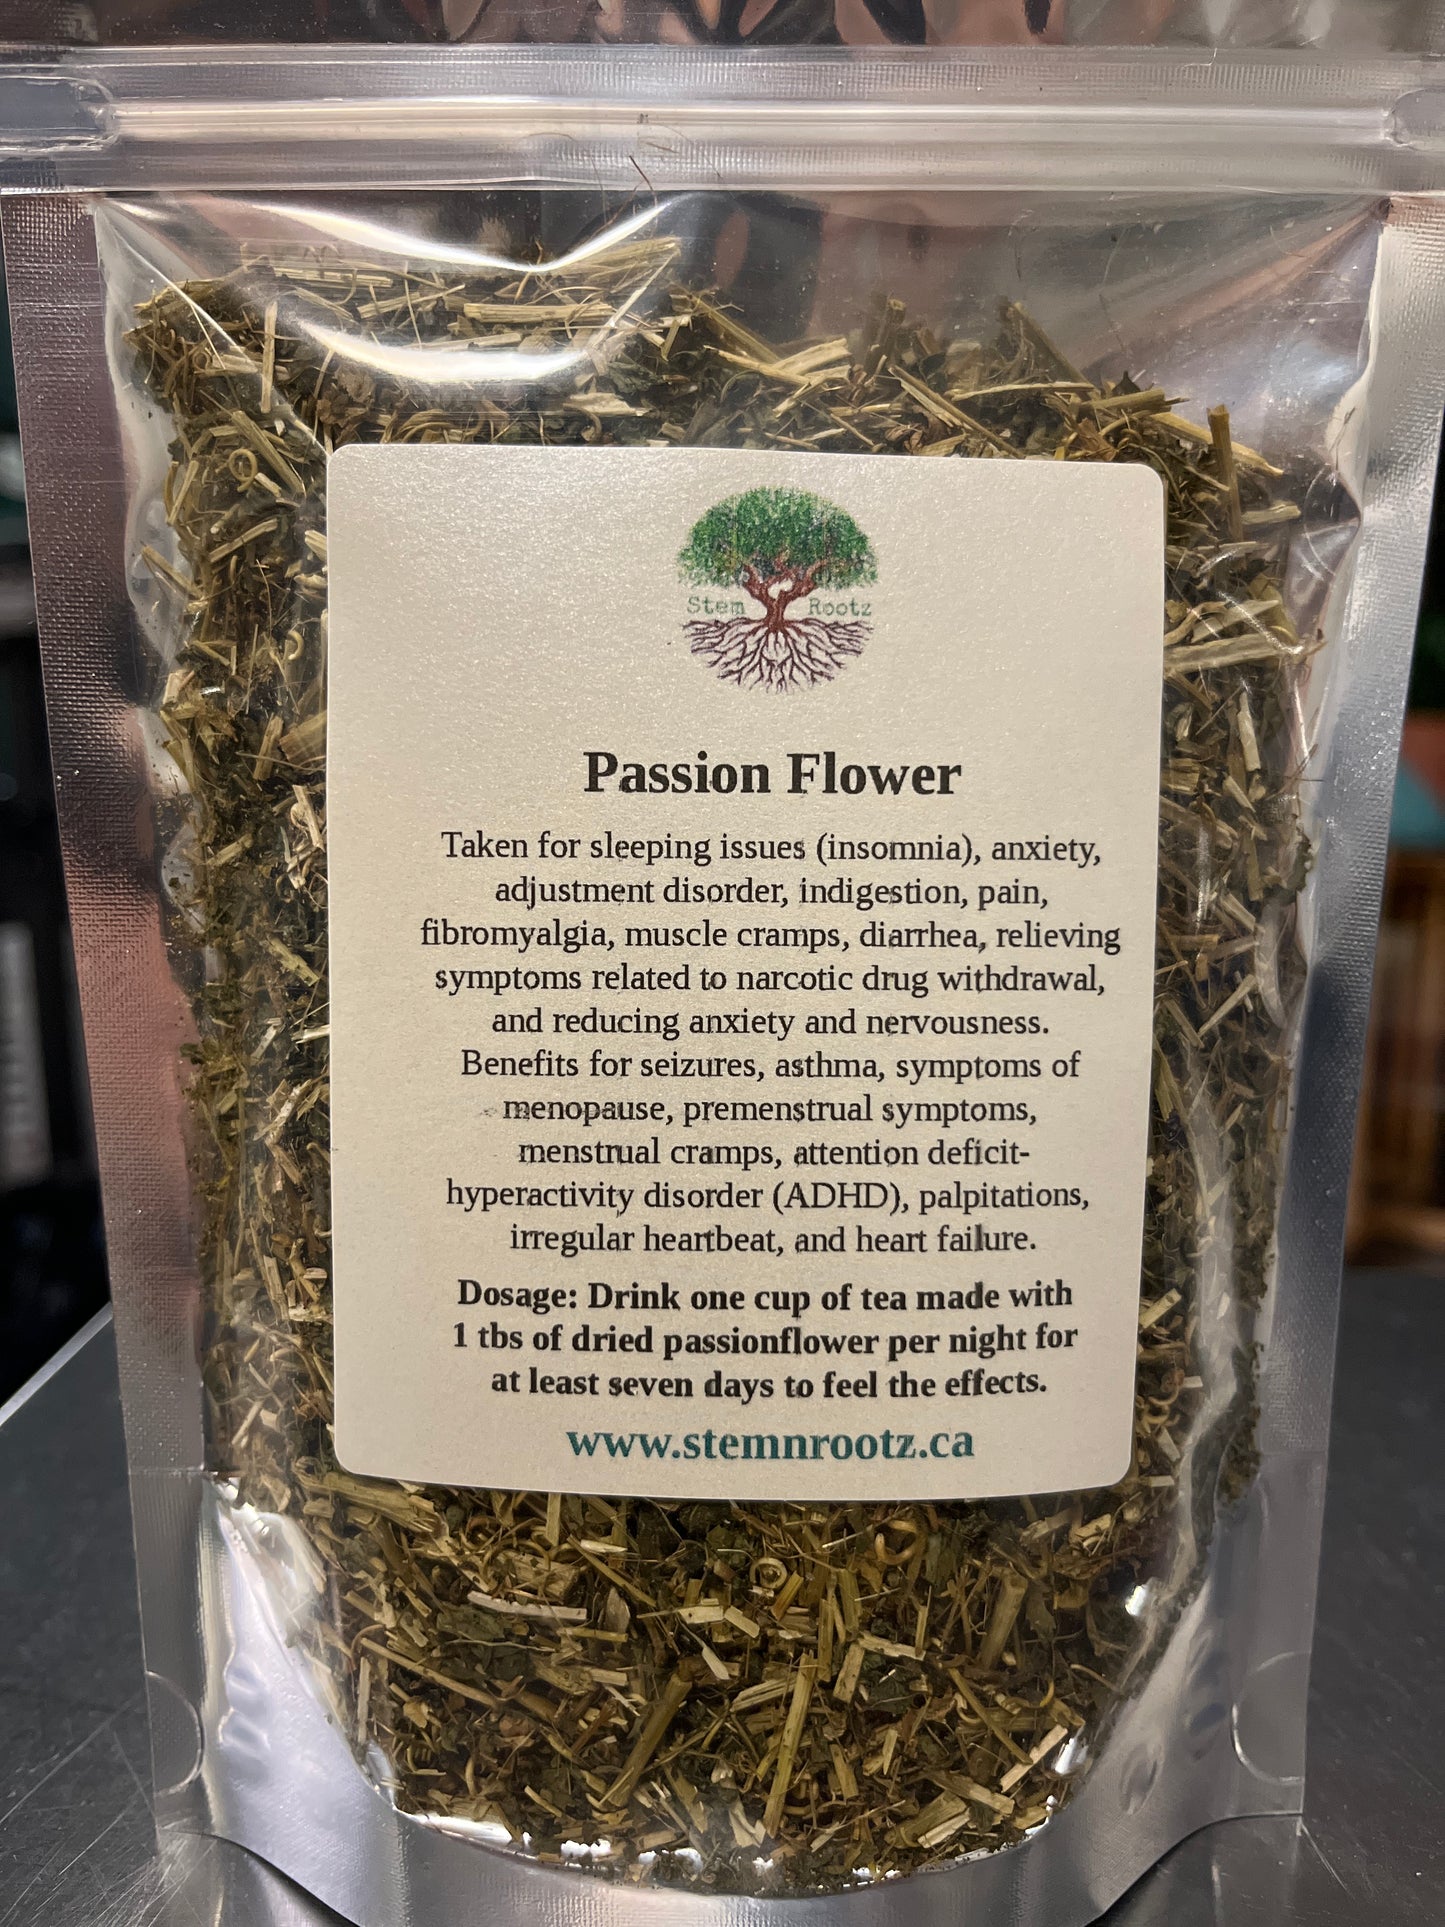 Stem Rootz
Passion Flower
Taken for sleeping issues (insomnia), anxiety,
adjustment disorder, indigestion, pain,
fibromyalgia, muscle cramps, diarrhea, relieving
symptoms related to narcotic drug withdrawal,
and reducing anxiety and nervousness.
Benefits for seizures, asthma, symptoms of
menopause, premenstrual symptoms,
menstrual cramps, attention deficit-
hyperactivity disorder (ADHD), palpitations,
irregular heartbeat, and heart failure.
Dosage: Drink one cup of tea made with
1 tbs of dried passionflower per night for
at least seven days to feel the effects.
www.stemnrootz.ca